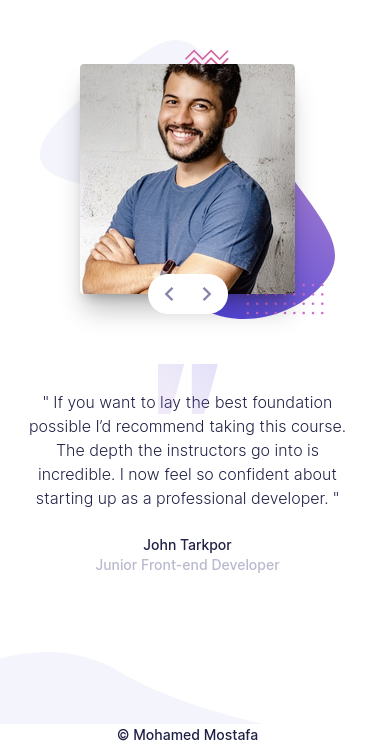 " If you want to lay the best foundation
possible I’d recommend taking this course.
The depth the instructors go into is
incredible. I now feel so confident about
starting up as a professional developer. "
John Tarkpor
Junior Front-end Developer
© Mohamed Mostafa